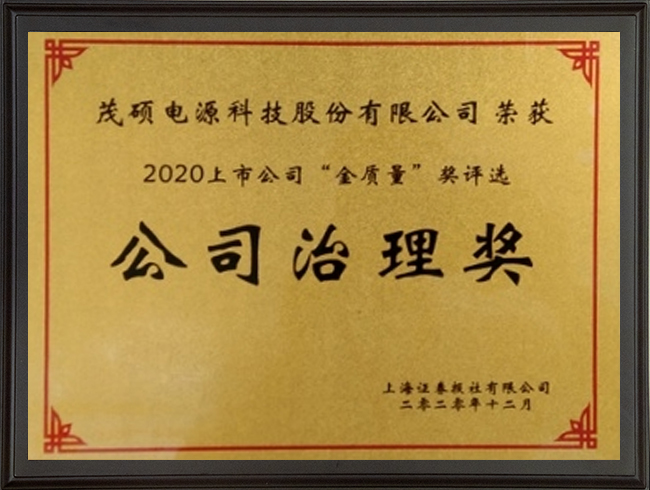 茂硕电源科技股份有限公司 荣获
2020上市公司“金质量”奖评选
公司治理奖
上海证券报社有限公司
二零二零年十二月